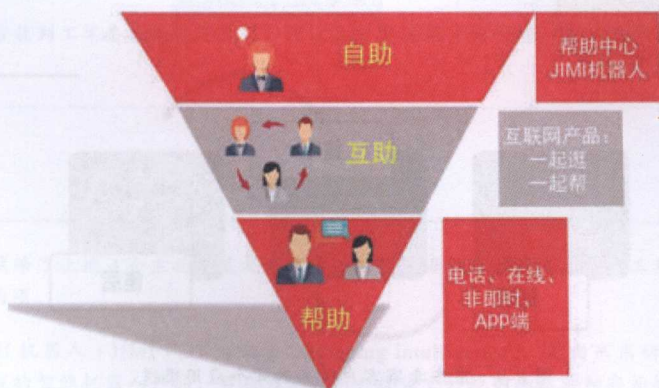 自助
帮助中心
JIMI机器人
互助
互联网产品：
一起逛
一起帮
帮助
电话、在线、
非即时、
APP端